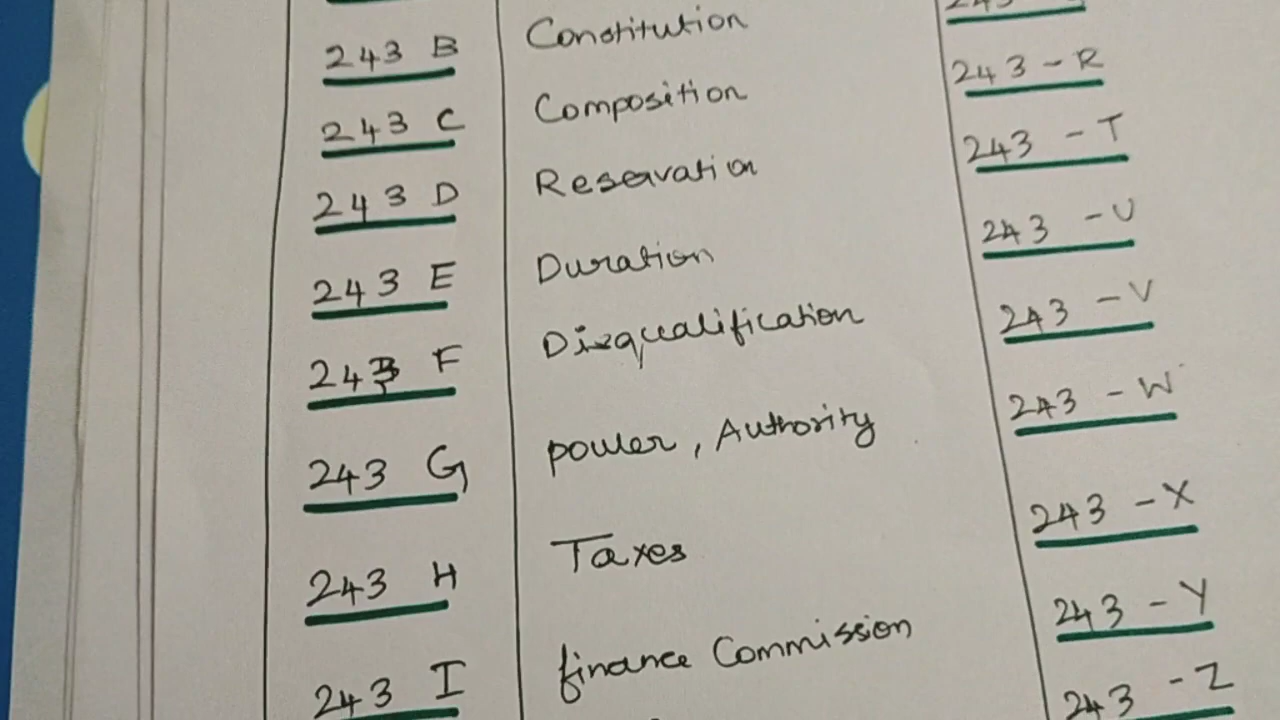 243 B Constitution 243 - R
243 C Composition 243 - T
243 D Reservation 243 - U
243 E Duration 243 - V
243 F Disqualification 243 - W
243 G power, Authority 243 - X
243 H Taxes 243 - Y
243 I finance Commission 243 - Z